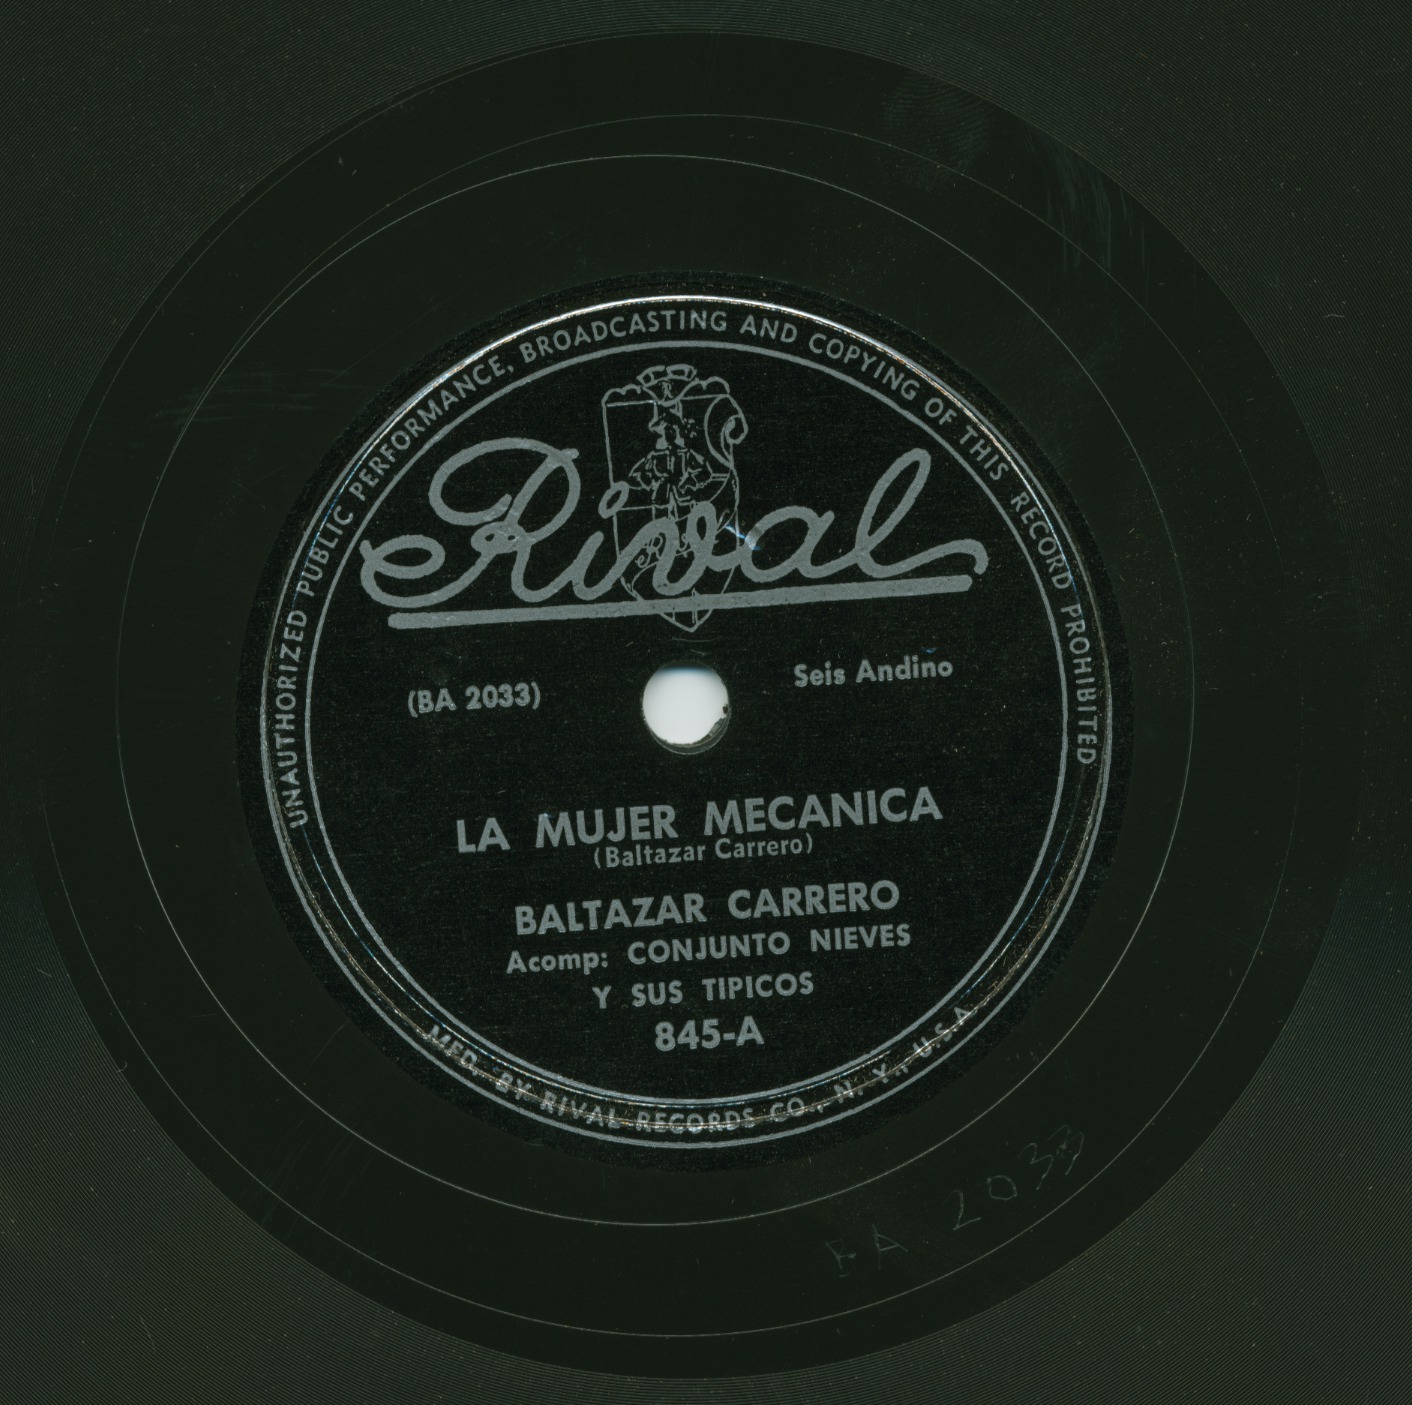 UNAUTHORIZED PUBLIC PERFORMANCE, BROADCASTING AND COPYING OF THIS RECORD PROHIBITED
R
Rival
(BA 2033)
Seis Andino
LA MUJER MECANICA
(Baltazar Carrero)
BALTAZAR CARRERO
Acomp: CONJUNTO NIEVES
Y SUS TIPICOS
845-A
MFD. BY RIVAL RECORDS CO., N. Y., U.S.A.
BA 2033